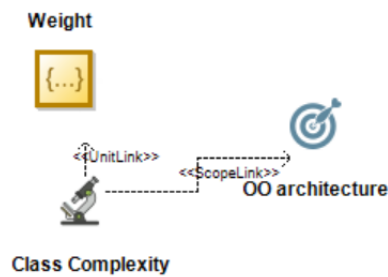 Weight
{...}
<<UnitLink>>
<<ScopeLink>>
OO architecture
Class Complexity